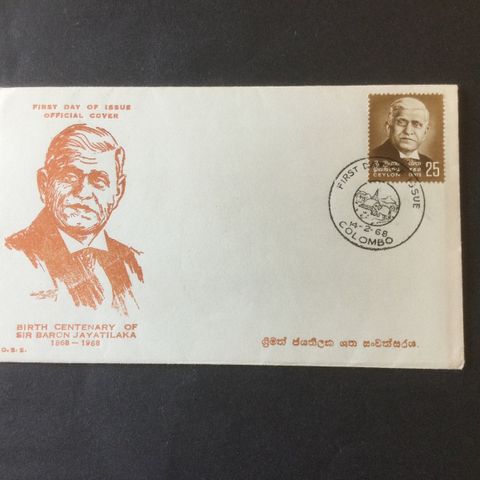 FIRST DAY OF ISSUE
OFFICIAL COVER
25
CEYLON
FIRST DAY ISSUE
14-2-68
COLOMBO
BIRTH CENTENARY OF
SIR BARON JAYATILAKA
1868 - 1968
O.S.S.
ශ්‍රීමත් ජයතිලක ශත සංවත්සරය.